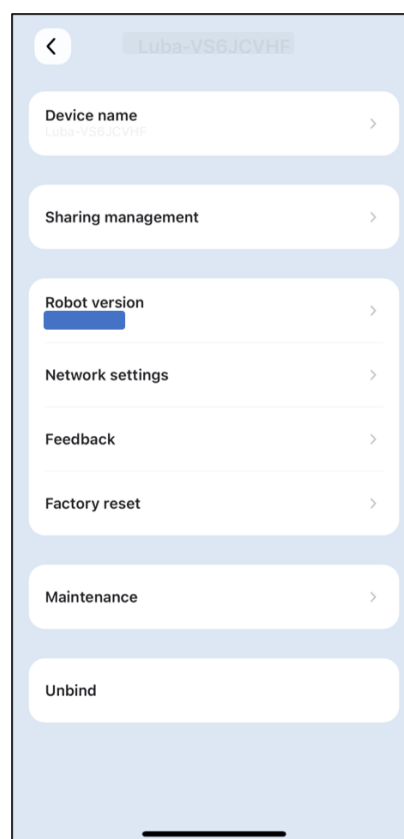 Luba-VS6JCVHF
Device name
Luba-VS6JCVHF
Sharing management
Robot version
Network settings
Feedback
Factory reset
Maintenance
Unbind